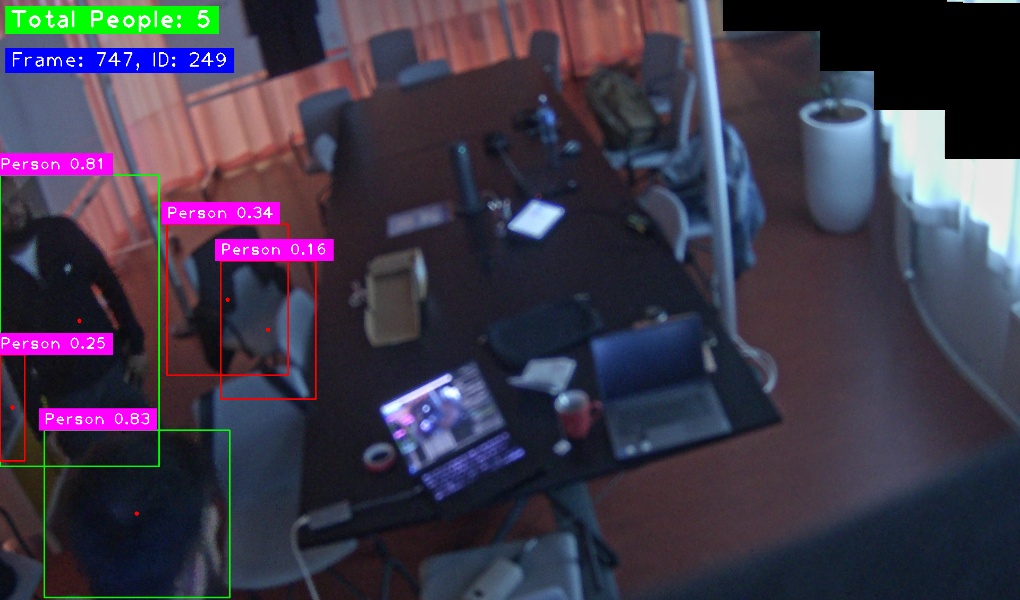 Total People: 5
Frame: 747, ID: 249
Person 0.81
Person 0.34
Person 0.16
Person 0.25
Person 0.83